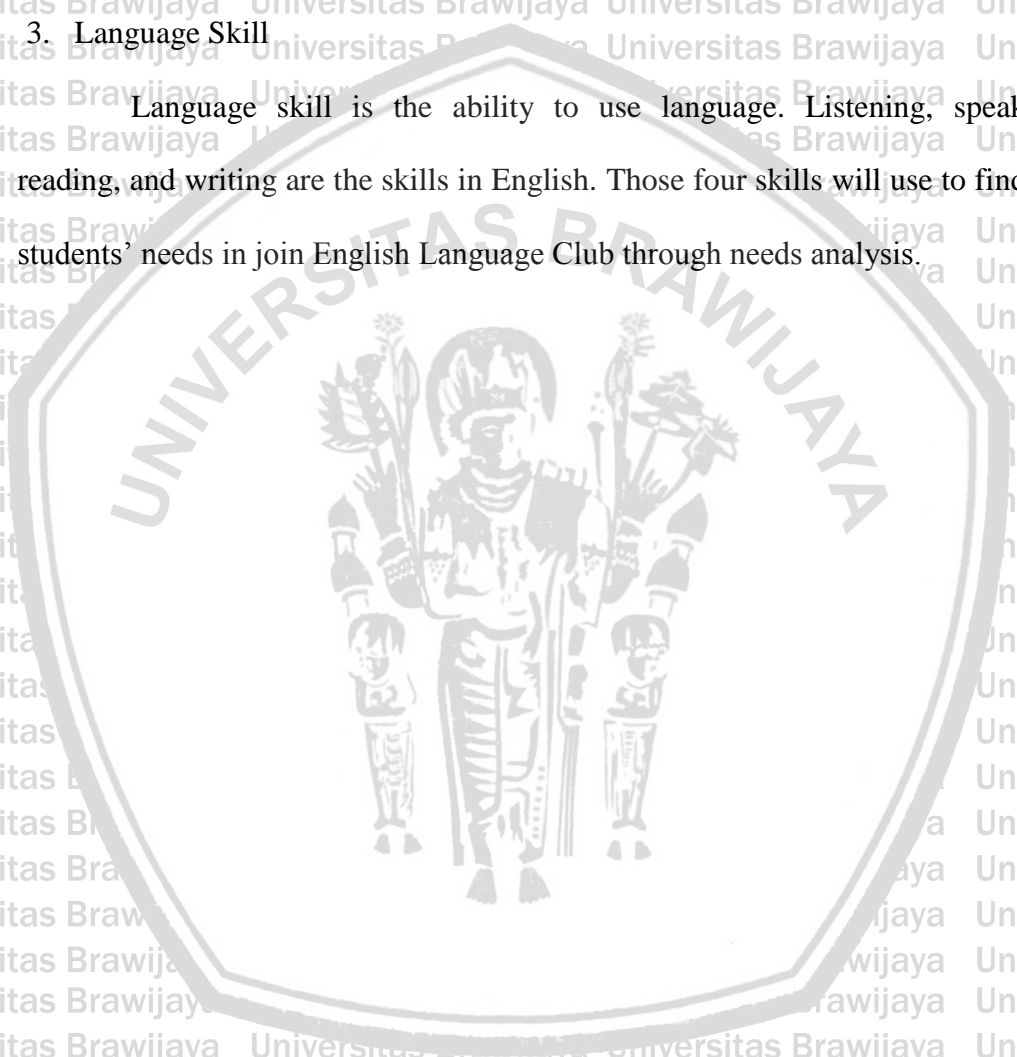 3. Language Skill
Language skill is the ability to use language. Listening, speak
reading, and writing are the skills in English. Those four skills will use to find
students’ needs in join English Language Club through needs analysis.
UNIVERSITAS BRAWIJAYA